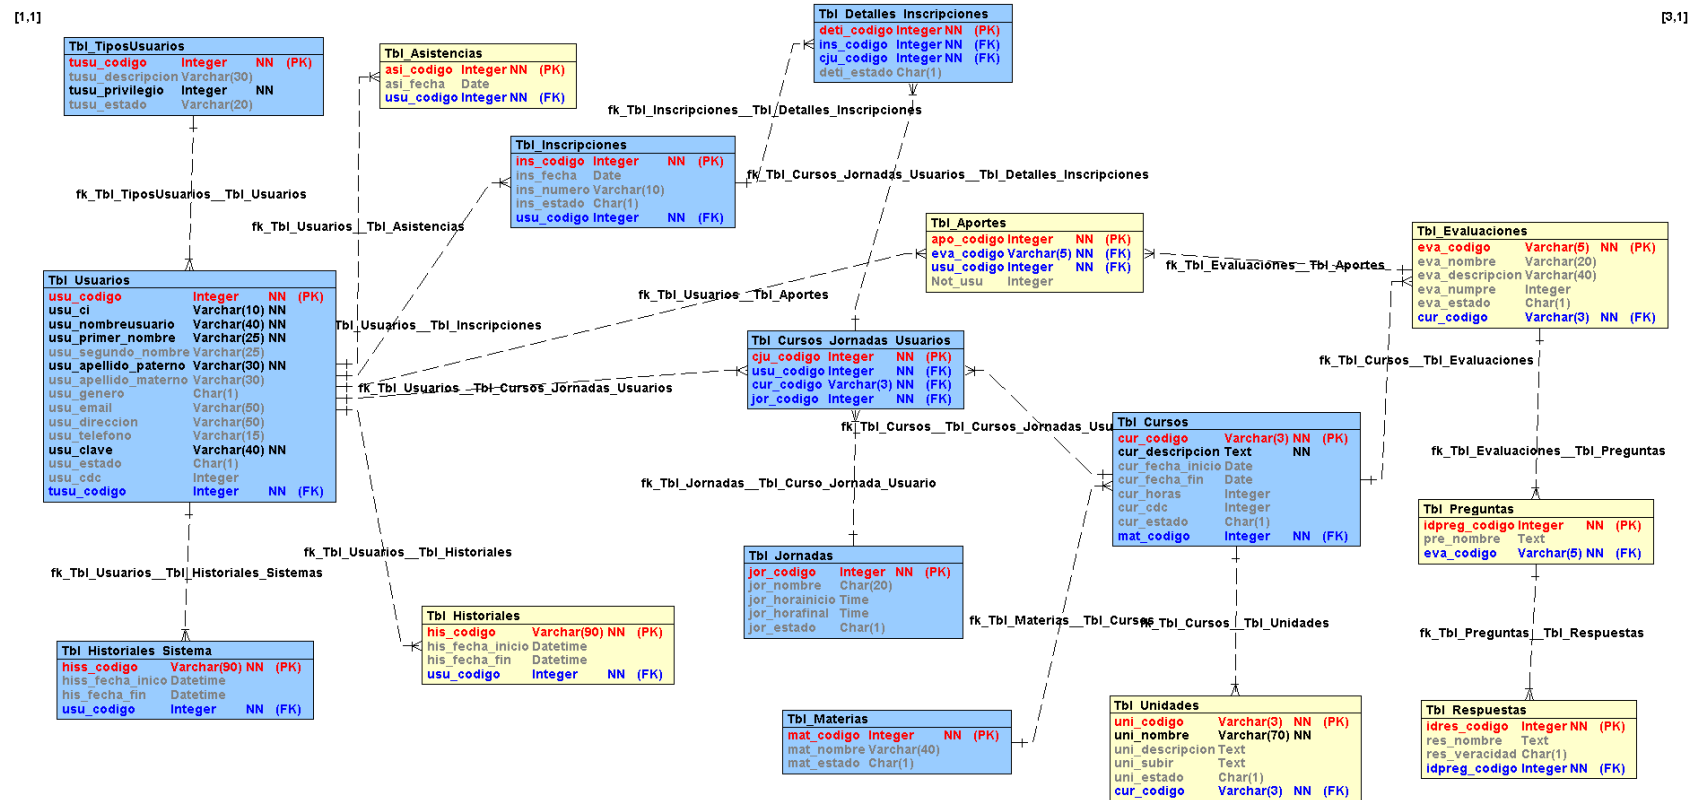 [1,1]
[3,1]
Tbl_TiposUsuarios
tusu_codigo Integer NN (PK)
tusu_descripcion Varchar(30)
tusu_privilegio Integer NN
tusu_estado Varchar(20)
Tbl_Asistencias
asi_codigo Integer NN (PK)
asi_fecha Date
usu_codigo Integer NN (FK)
Tbl_Detalles_Inscripciones
deti_codigo Integer NN (PK)
ins_codigo Integer NN (FK)
cju_codigo Integer NN (FK)
deti_estado Char(1)
fk_Tbl_Inscripciones__Tbl_Detalles_Inscripciones
Tbl_Inscripciones
ins_codigo Integer NN (PK)
ins_fecha Date
ins_numero Varchar(10)
ins_estado Char(1)
usu_codigo Integer NN (FK)
fk_Tbl_Cursos_Jornadas_Usuarios__Tbl_Detalles_Inscripciones
fk_Tbl_TiposUsuarios__Tbl_Usuarios
fk_Tbl_Usuarios__Tbl_Asistencias
Tbl_Aportes
apo_codigo Integer NN (PK)
eva_codigo Varchar(5) NN (FK)
usu_codigo Integer NN (FK)
Not_usu Integer
Tbl_Evaluaciones
eva_codigo Varchar(5) NN (PK)
eva_nombre Varchar(20)
eva_descripcion Varchar(40)
eva_numpre Integer
eva_estado Char(1)
cur_codigo Varchar(3) NN (FK)
fk_Tbl_Evaluaciones__Tbl_Aportes
fk_Tbl_Usuarios__Tbl_Aportes
Tbl_Usuarios
usu_codigo Integer NN (PK)
usu_ci Varchar(10) NN
usu_nombreusuario Varchar(40) NN
usu_primer_nombre Varchar(25) NN
usu_segundo_nombre Varchar(25)
usu_apellido_paterno Varchar(30) NN
usu_apellido_materno Varchar(30)
usu_genero Char(1)
usu_email Varchar(50)
usu_direccion Varchar(50)
usu_telefono Varchar(15)
usu_clave Varchar(40) NN
usu_estado Char(1)
usu_cdc Integer
tusu_codigo Integer NN (FK)
Tbl_Usuarios__Tbl_Inscripciones
fk_Tbl_Usuarios__Tbl_Cursos_Jornadas_Usuarios
Tbl_Cursos_Jornadas_Usuarios
cju_codigo Integer NN (PK)
usu_codigo Integer NN (FK)
cur_codigo Varchar(3) NN (FK)
jor_codigo Integer NN (FK)
fk_Tbl_Cursos__Tbl_Evaluaciones
fk_Tbl_Cursos__Tbl_Cursos_Jornadas_Usu
Tbl_Cursos
cur_codigo Varchar(3) NN (PK)
cur_descripcion Text NN
cur_fecha_inicio Date
cur_fecha_fin Date
cur_horas Integer
cur_cdc Integer
cur_estado Char(1)
mat_codigo Integer NN (FK)
fk_Tbl_Evaluaciones__Tbl_Preguntas
fk_Tbl_Jornadas__Tbl_Curso_Jornada_Usuario
Tbl_Preguntas
idpreg_codigo Integer NN (PK)
pre_nombre Text
eva_codigo Varchar(5) NN (FK)
fk_Tbl_Usuarios__Tbl_Historiales
fk_Tbl_Usuarios__Tbl_Historiales_Sistemas
Tbl_Jornadas
jor_codigo Integer NN (PK)
jor_nombre Char(20)
jor_horainicio Time
jor_horafinal Time
jor_estado Char(1)
Tbl_Historiales
his_codigo Varchar(90) NN (PK)
his_fecha_inicio Datetime
his_fecha_fin Datetime
usu_codigo Integer NN (FK)
fk_Tbl_Materias__Tbl_Cursos
fk_Tbl_Cursos__Tbl_Unidades
fk_Tbl_Preguntas__Tbl_Respuestas
Tbl_Historiales_Sistema
hiss_codigo Varchar(90) NN (PK)
hiss_fecha_inico Datetime
his_fecha_fin Datetime
usu_codigo Integer NN (FK)
Tbl_Materias
mat_codigo Integer NN (PK)
mat_nombre Varchar(40)
mat_estado Char(1)
Tbl_Unidades
uni_codigo Varchar(3) NN (PK)
uni_nombre Varchar(70) NN
uni_descripcion Text
uni_subir Text
uni_estado Char(1)
cur_codigo Varchar(3) NN (FK)
Tbl_Respuestas
idres_codigo Integer NN (PK)
res_nombre Text
res_veracidad Char(1)
idpreg_codigo Integer NN (FK)